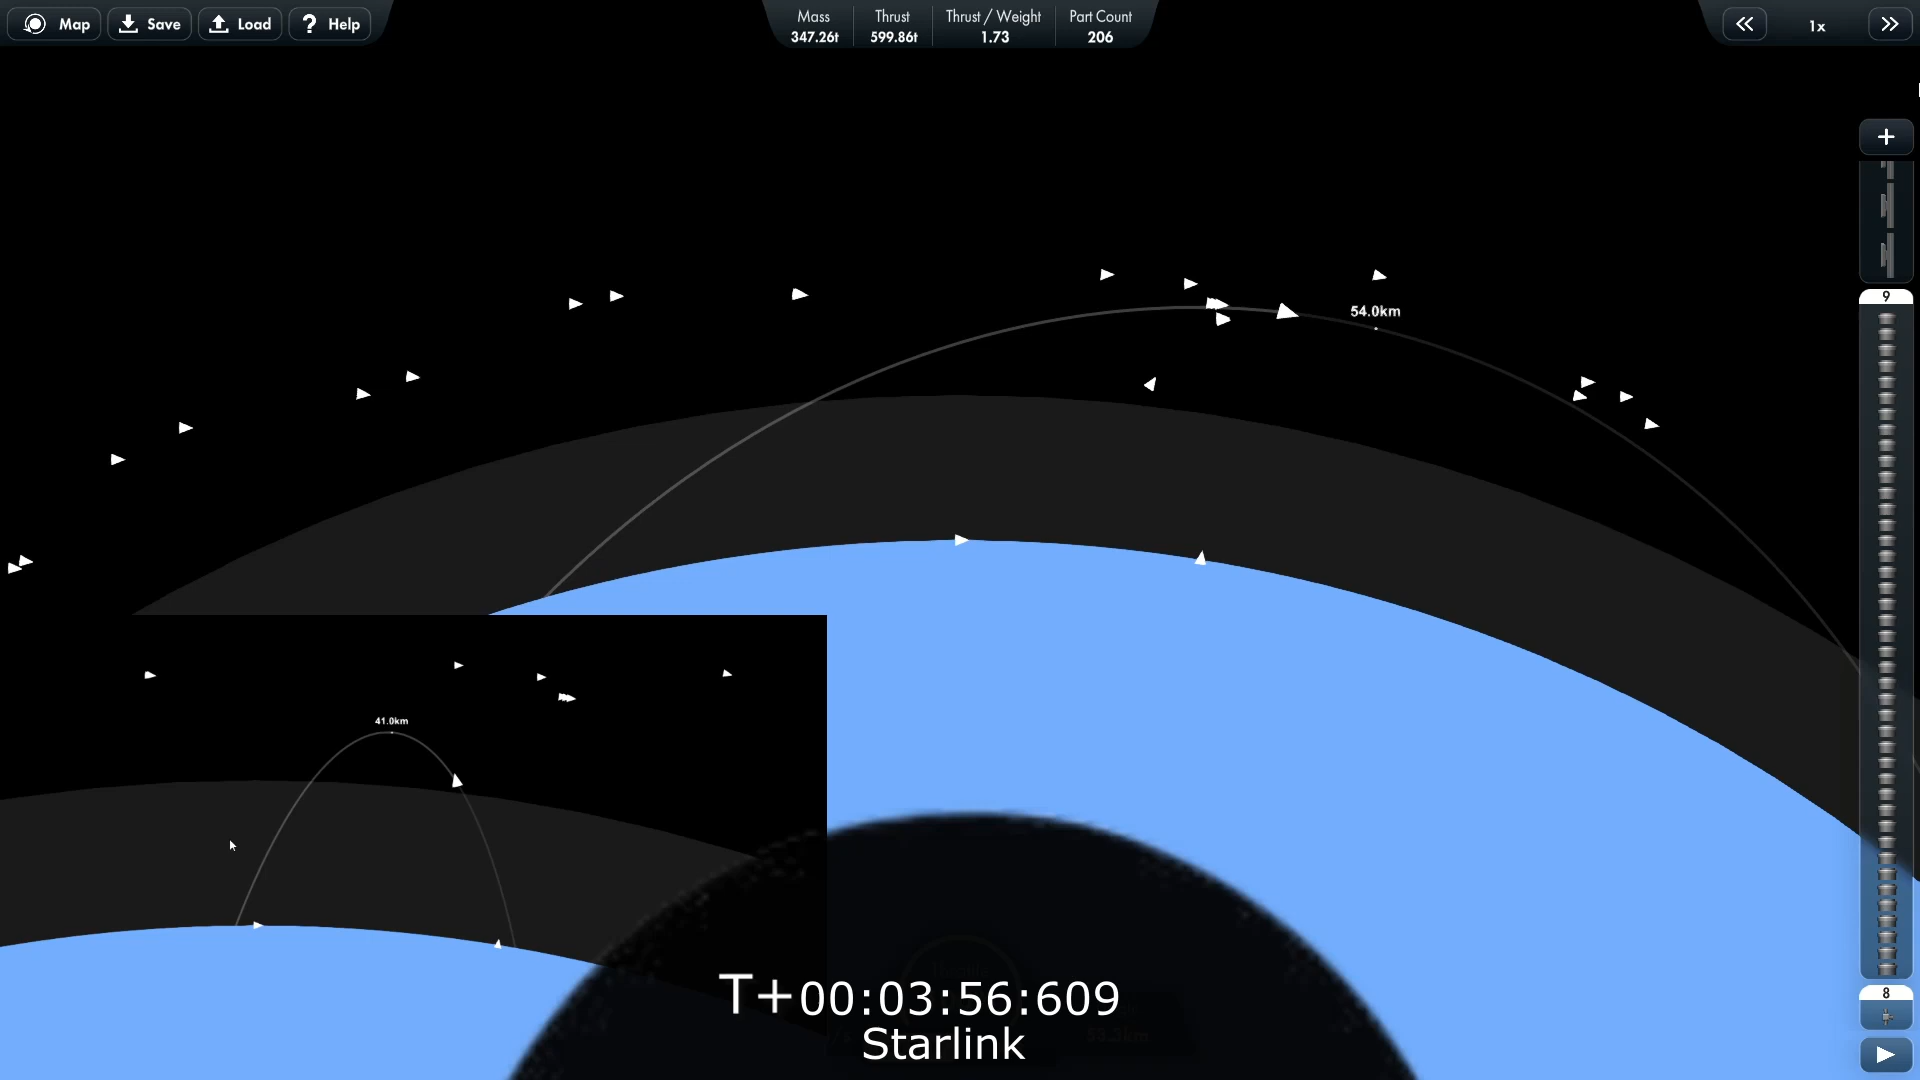 Map
Save
Load
Help
Mass
347.26t
Thrust
599.86t
Thrust / Weight
1.73
Part Count
206
1x
54.0km
9
41.0km
8
T+00:03:56:609
Starlink